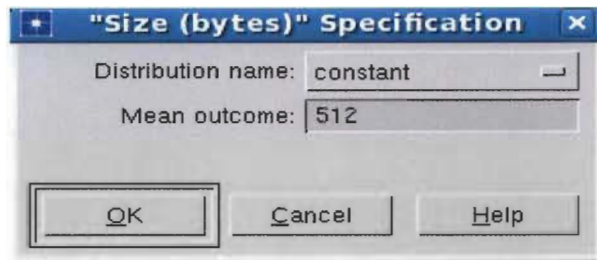 "Size (bytes)" Specification
Distribution name: constant
Mean outcome: 512
OK Cancel Help